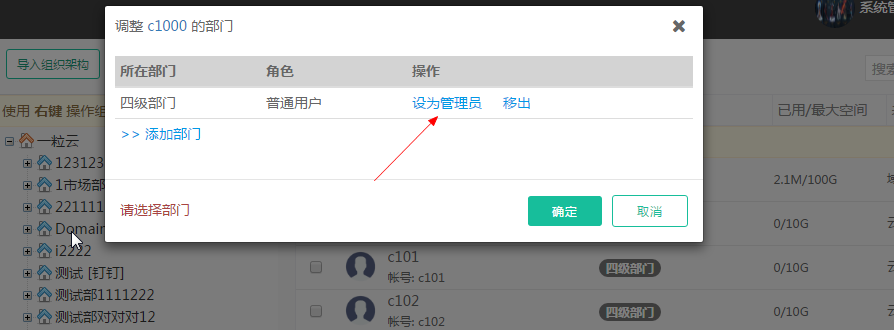 系统管
调整 c1000 的部门
导入组织架构
搜索
所在部门 角色 操作
四级部门 普通用户 设为管理员 移出
>> 添加部门
请选择部门
确定 取消
使用 右键 操作组
已用/最大空间
一粒云
123123
1市场部
221111
Domain
i2222
测试 [钉钉]
测试部1111222
测试部对对对12
2.1M/100G
0/10G 云
c101
帐号: c101
四级部门
0/10G 云
c102
帐号: c102
四级部门
0/10G 云